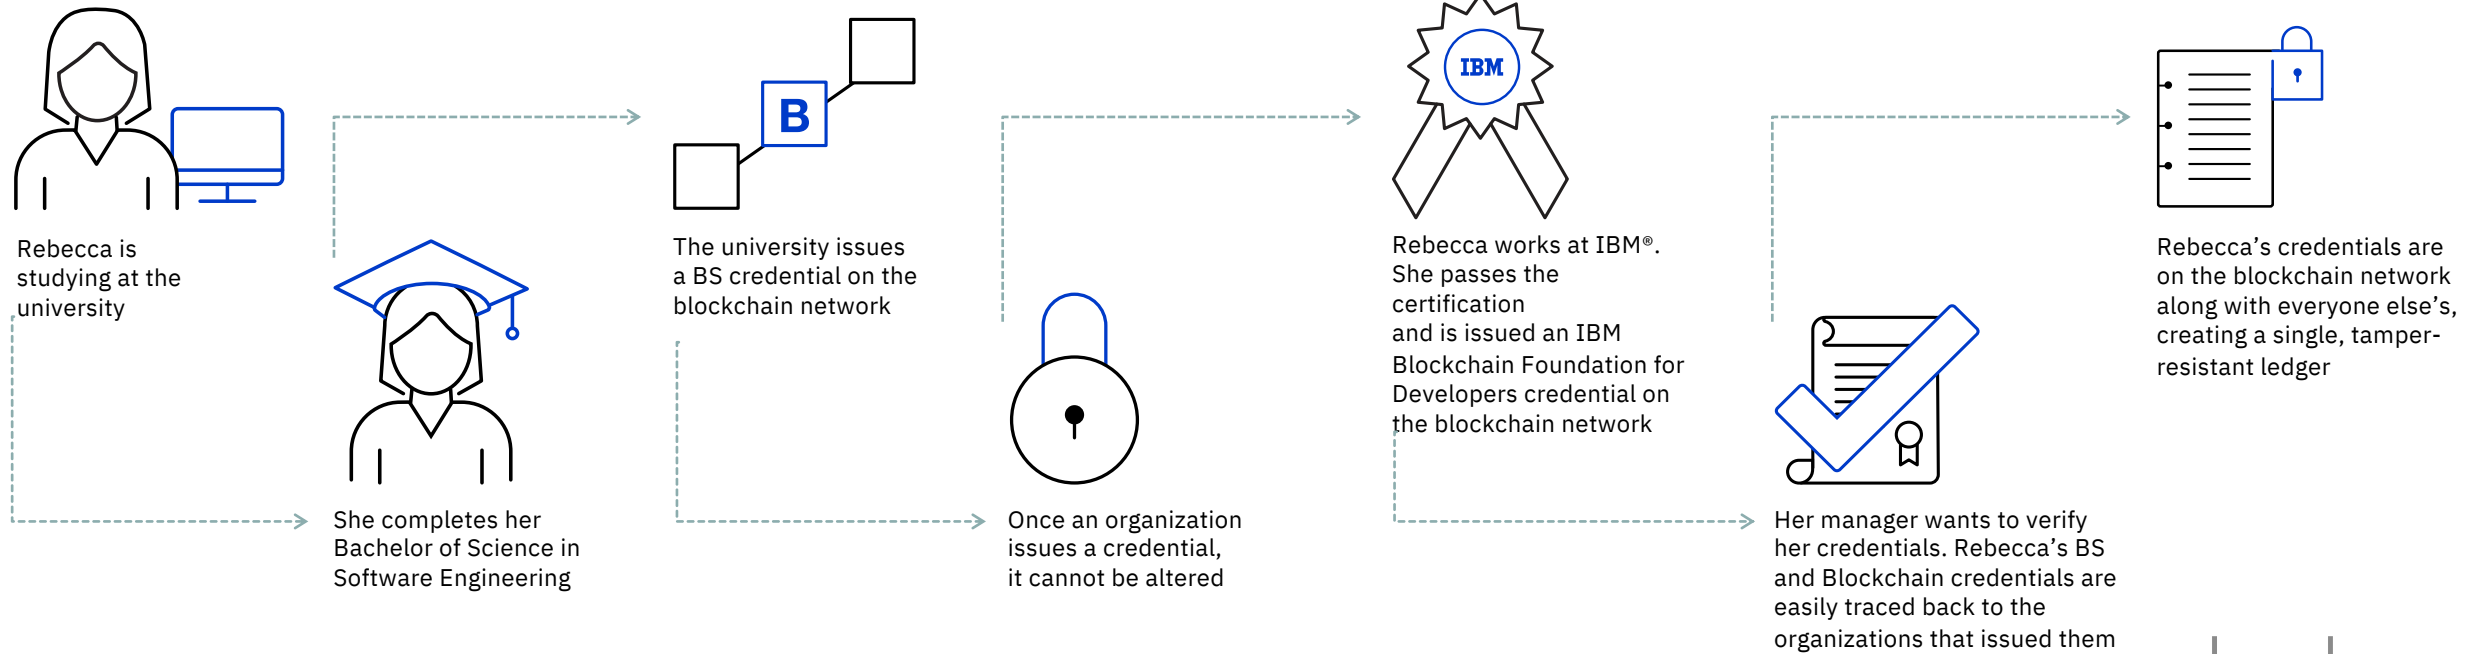 Rebecca is
studying at the
university
She completes her
Bachelor of Science in
Software Engineering
B
The university issues
a BS credential on the
blockchain network
Once an organization
issues a credential,
it cannot be altered
IBM
Rebecca works at IBM®.
She passes the
certification
and is issued an IBM
Blockchain Foundation for
Developers credential on
the blockchain network
Her manager wants to verify
her credentials. Rebecca’s BS
and Blockchain credentials are
easily traced back to the
organizations that issued them
Rebecca’s credentials are
on the blockchain network
along with everyone else’s,
creating a single, tamper-
resistant ledger